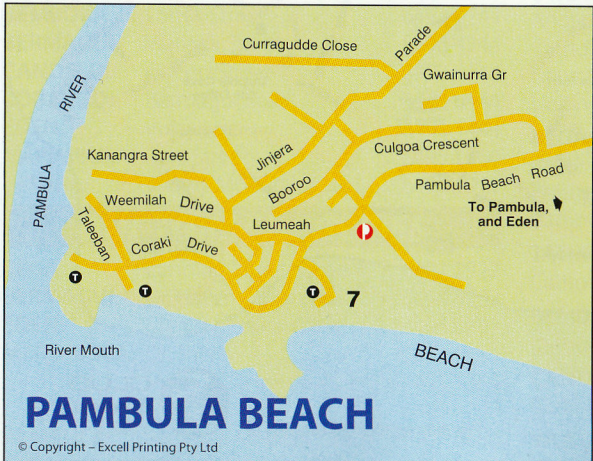 Curragudde Close
Parade
Gwainurra Gr
RIVER
PAMBULA
Kanangra Street
Jinjera
Culgoa Crescent
Booroo
Pambula Beach Road
Weemilah Drive
To Pambula,
and Eden
Taleeban
Leumeah
Coraki Drive
T
T
T
7
River Mouth
BEACH
PAMBULA BEACH
© Copyright – Excell Printing Pty Ltd